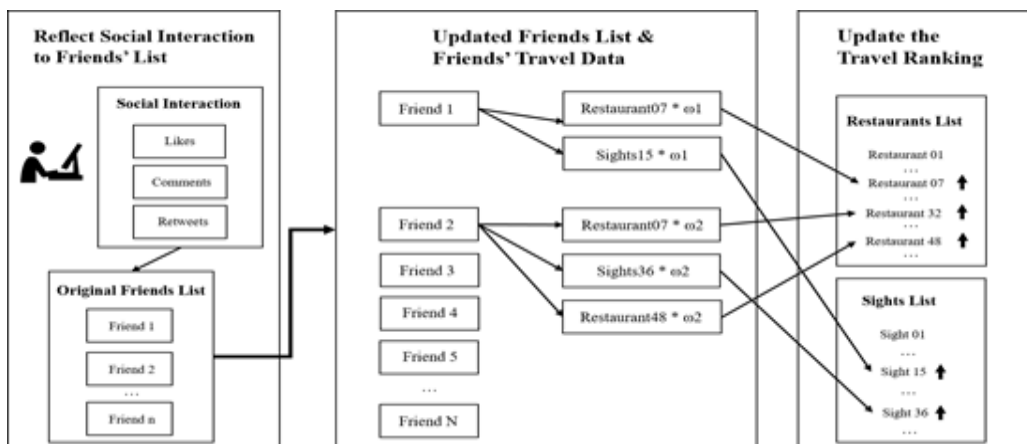 Reflect Social Interaction
to Friends' List
Social Interaction
Likes
Comments
Retweets
Original Friends List
Friend 1
Friend 2
...
Friend n
Updated Friends List &
Friends' Travel Data
Friend 1
Restaurant07 * ω1
Sights15 * ω1
Friend 2
Restaurant07 * ω2
Friend 3
Sights36 * ω2
Friend 4
Restaurant48 * ω2
Friend 5
...
Friend N
Update the
Travel Ranking
Restaurants List
Restaurant 01
...
Restaurant 07
...
Restaurant 32
...
Restaurant 48
...
Sights List
Sight 01
...
Sight 15
...
Sight 36
...